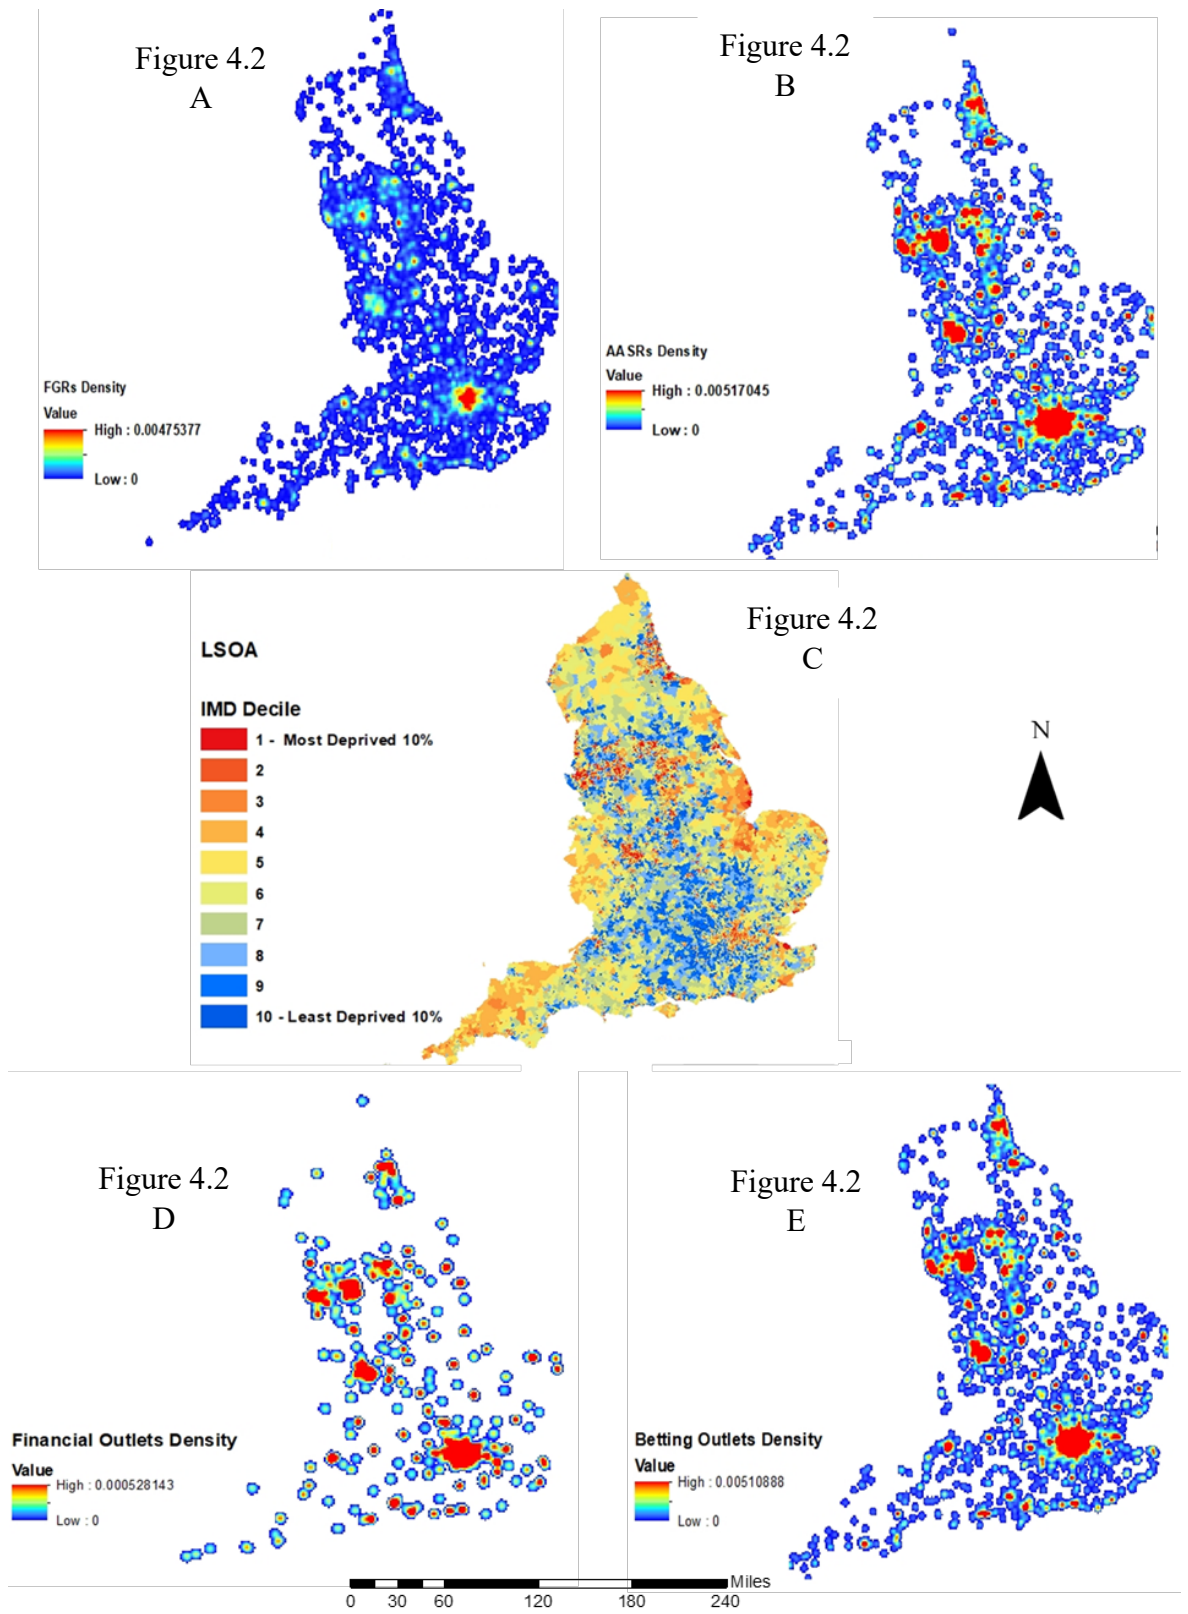 Figure 4.2
A
FGRs Density
Value
High : 0.00475377
Low : 0
Figure 4.2
B
AASRs Density
Value
High : 0.00517045
Low : 0
Figure 4.2
C
LSOA
IMD Decile
1 - Most Deprived 10%
2
3
4
5
6
7
8
9
10 - Least Deprived 10%
N
Figure 4.2
D
Financial Outlets Density
Value
High : 0.000528143
Low : 0
Figure 4.2
E
Betting Outlets Density
Value
High : 0.00510888
Low : 0
Miles
0 30 60 120 180 240